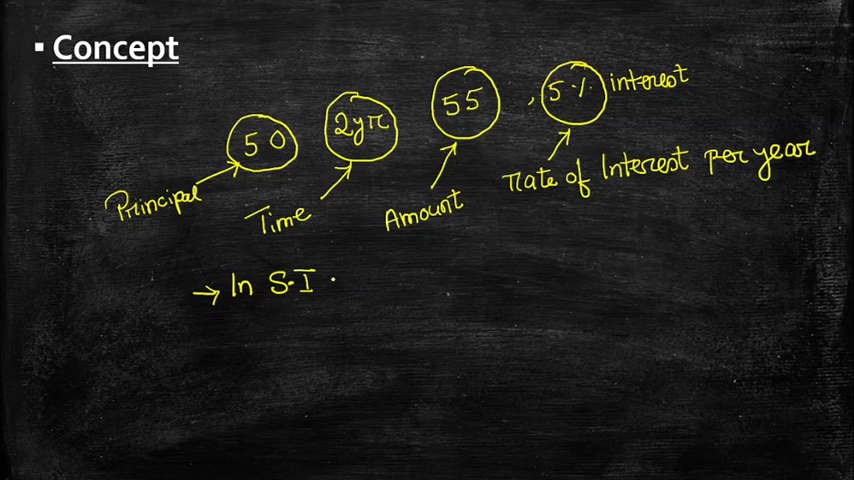 ▪ Concept
50 2yr 55 , 5% interest
Principal Time Amount Rate of Interest per year
→ In S.I .